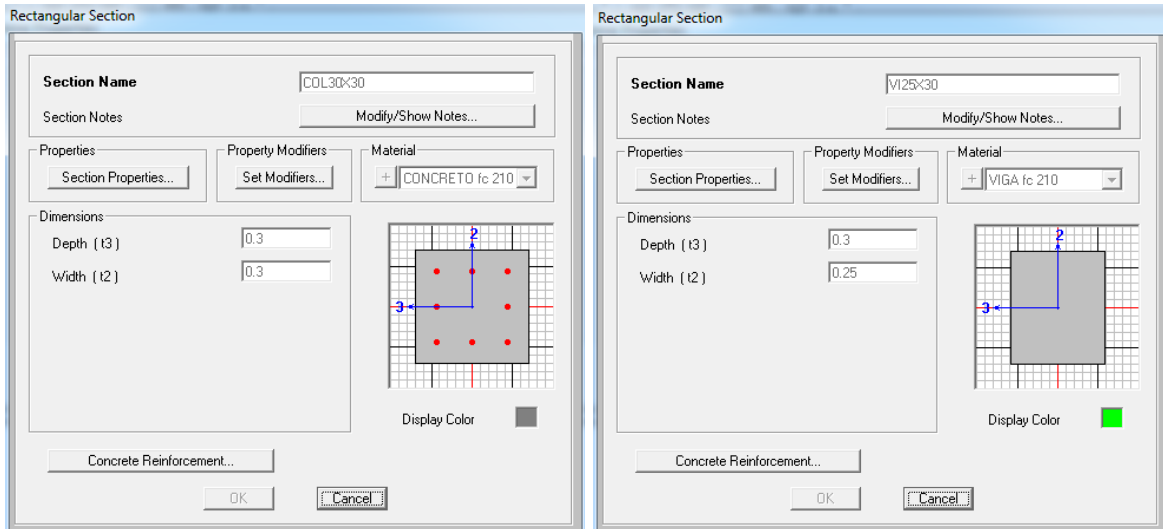 Rectangular Section
Section Name COL30X30
Section Notes Modify/Show Notes...
Properties Property Modifiers Material
Section Properties... Set Modifiers... + CONCRETO fc 210
Dimensions
Depth ( t3 ) 0.3
Width ( t2 ) 0.3
2
3
Display Color
Concrete Reinforcement...
OK Cancel
Rectangular Section
Section Name VI25X30
Section Notes Modify/Show Notes...
Properties Property Modifiers Material
Section Properties... Set Modifiers... + VIGA fc 210
Dimensions
Depth ( t3 ) 0.3
Width ( t2 ) 0.25
2
3
Display Color
Concrete Reinforcement...
OK Cancel